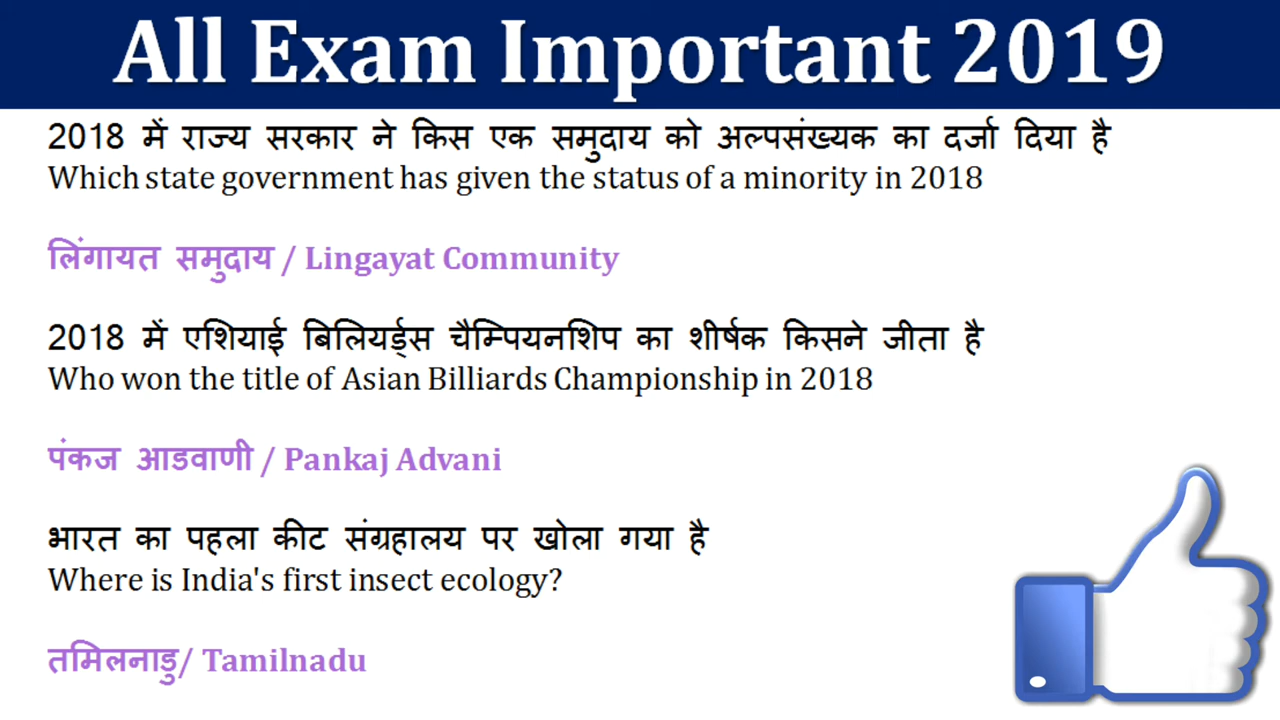 All Exam Important 2019
2018 में राज्य सरकार ने किस एक समुदाय को अल्पसंख्यक का दर्जा दिया है
Which state government has given the status of a minority in 2018
लिंगायत समुदाय / Lingayat Community
2018 में एशियाई बिलियर्ड्स चैम्पियनशिप का शीर्षक किसने जीता है
Who won the title of Asian Billiards Championship in 2018
पंकज आडवाणी / Pankaj Advani
भारत का पहला कीट संग्रहालय पर खोला गया है
Where is India's first insect ecology?
तमिलनाडु/ Tamilnadu